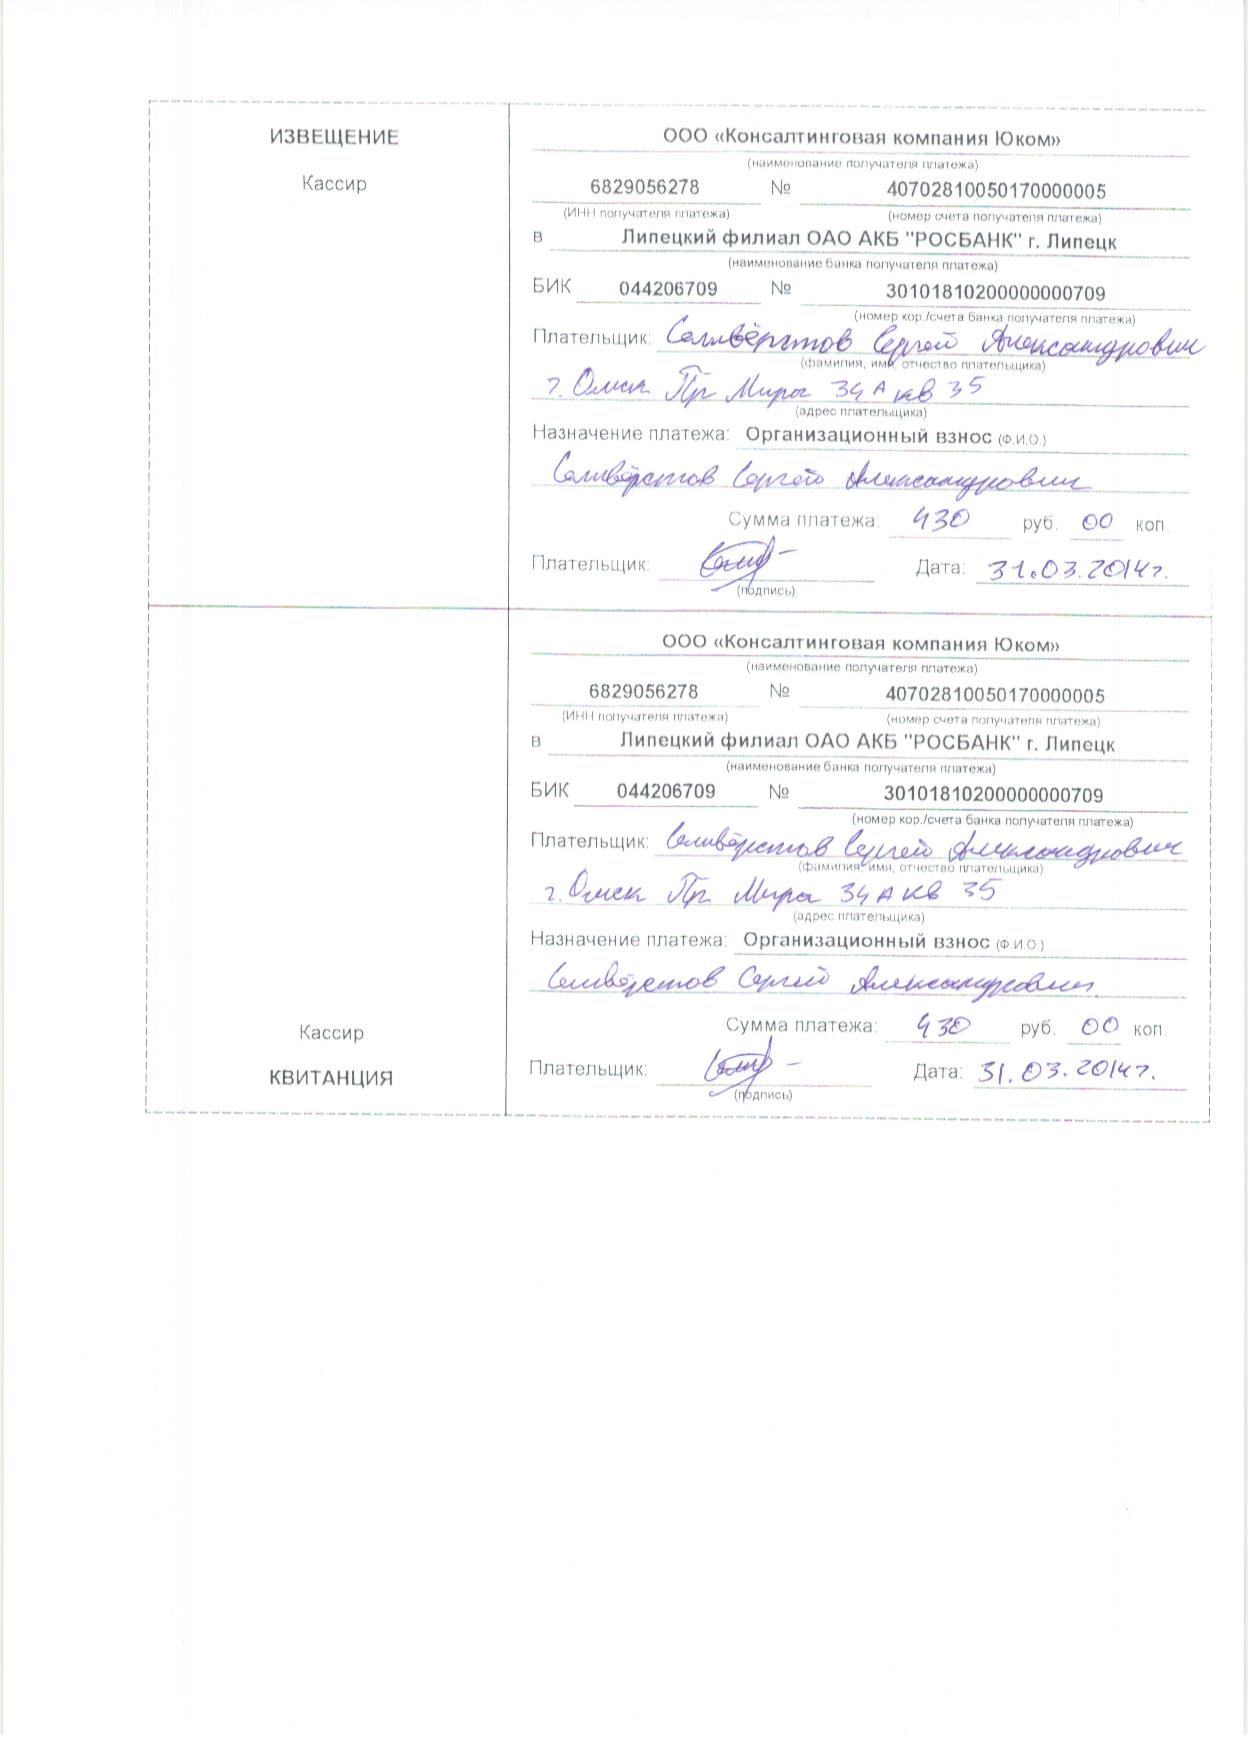 ИЗВЕЩЕНИЕ
Кассир
ООО «Консалтинговая компания Юком»
(наименование получателя платежа)
6829056278 № 40702810050170000005
(ИНН получателя платежа) (номер счета получателя платежа)
В Липецкий филиал ОАО АКБ "РОСБАНК" г. Липецк
(наименование банка получателя платежа)
БИК 044206709 № 30101810200000000709
(номер кор./счета банка получателя платежа)
Плательщик: Селивёрстов Сергей Александрович
(фамилия, имя, отчество плательщика)
г. Омск Пр Мира 34 А кв 35
(адрес плательщика)
Назначение платежа: Организационный взнос (Ф.И.О.)
Селивёрстов Сергей Александрович
Сумма платежа: 430 руб. 00 коп.
Плательщик: Дата: 31.03.2014г.
(подпись)
ООО «Консалтинговая компания Юком»
(наименование получателя платежа)
6829056278 № 40702810050170000005
(ИНН получателя платежа) (номер счета получателя платежа)
В Липецкий филиал ОАО АКБ "РОСБАНК" г. Липецк
(наименование банка получателя платежа)
БИК 044206709 № 30101810200000000709
(номер кор./счета банка получателя платежа)
Плательщик: Селивёрстов Сергей Александрович
(фамилия, имя, отчество плательщика)
г. Омск Пр. Мира 34 А кв 35
(адрес плательщика)
Назначение платежа: Организационный взнос (Ф.И.О.)
Селивёрстов Сергей Александрович.
Сумма платежа: 430 руб. 00 коп.
Плательщик: Дата: 31.03.2014г.
(подпись)
Кассир
КВИТАНЦИЯ